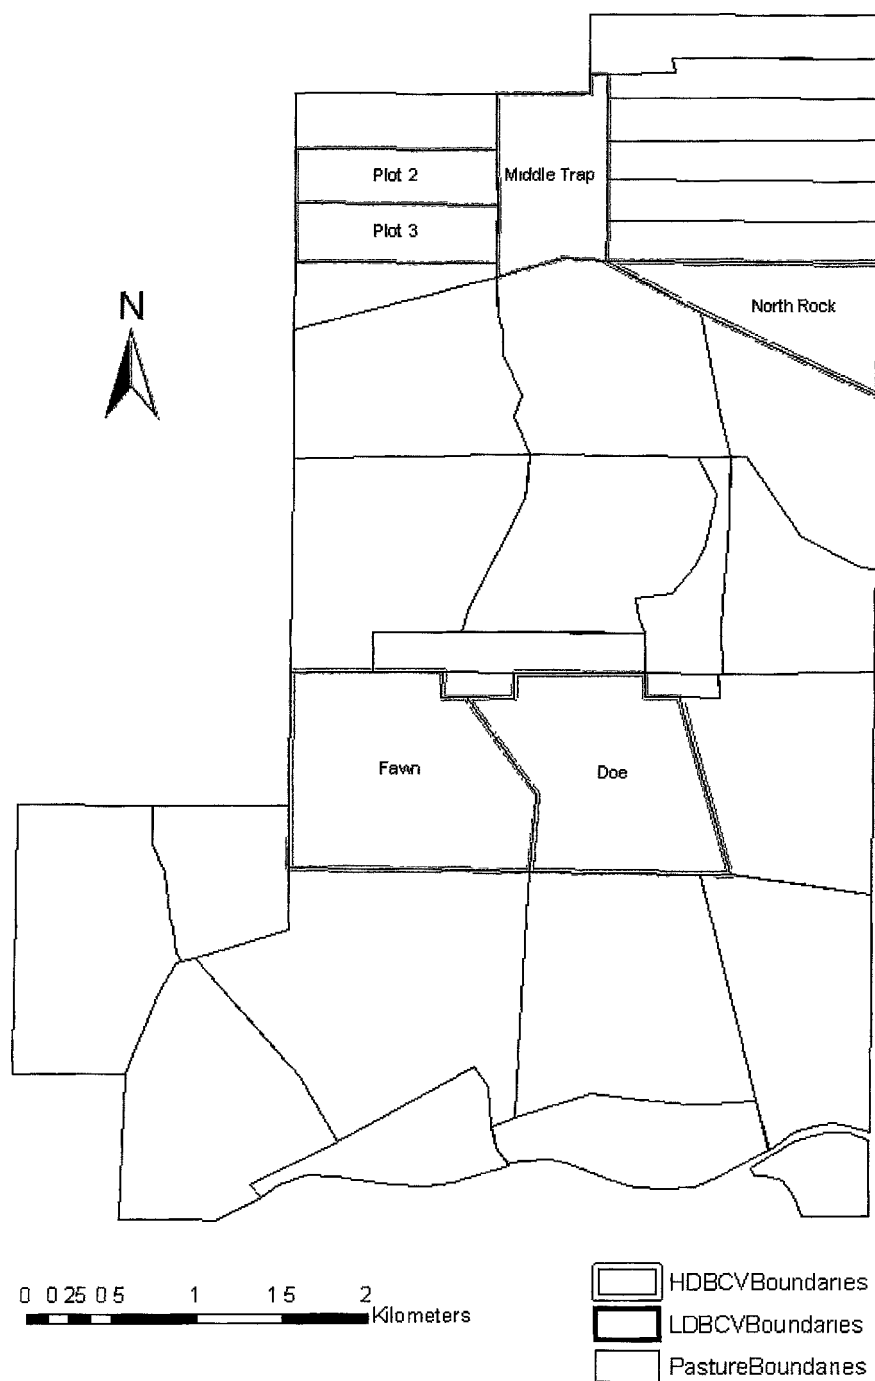 Plot 2
Middle Trap
Plot 3
North Rock
N
Fawn
Doe
0 0 25 0 5 1 1 5 2
Kilometers
HDBCVBoundaries
LDBCVBoundaries
PastureBoundaries